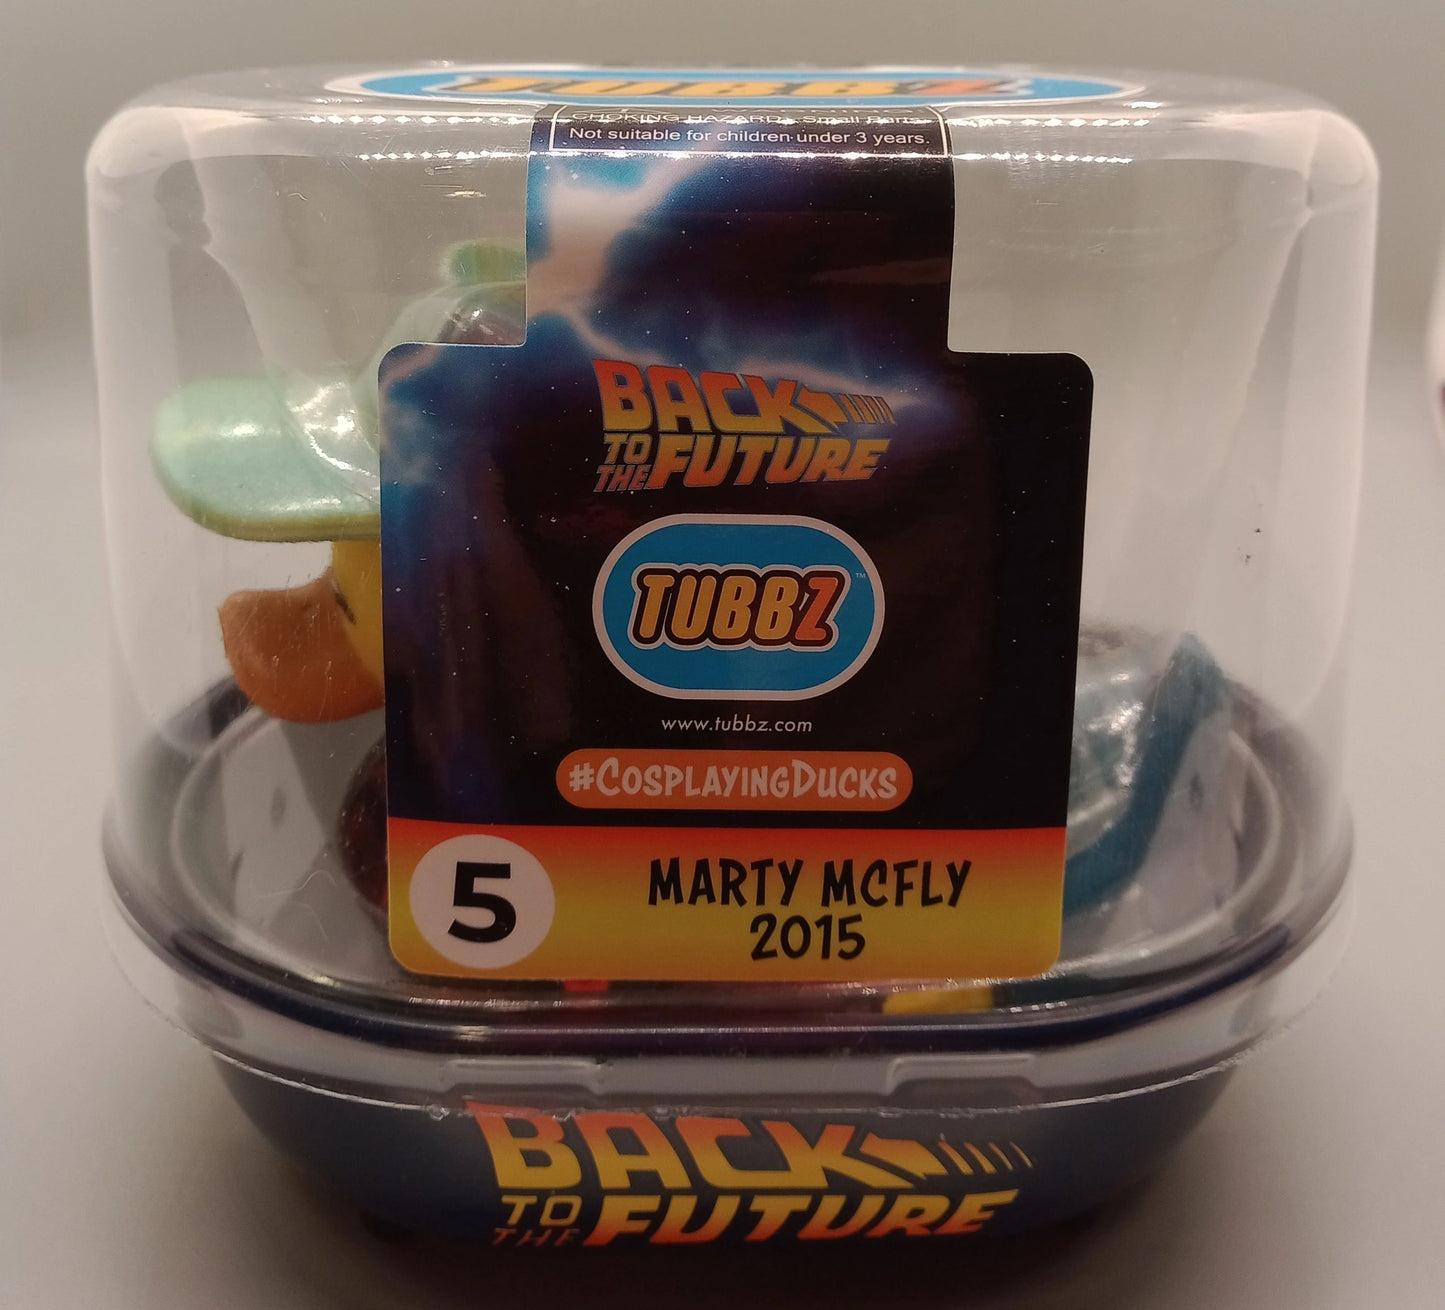 TUBBZ
CHOKING HAZARD - Small Parts.
Not suitable for children under 3 years.
BACK
TO THE FUTURE
TUBBZ™
www.tubbz.com
#COSPLAYINGDUCKS
5
MARTY MCFLY
2015
BACK
TO THE FUTURE